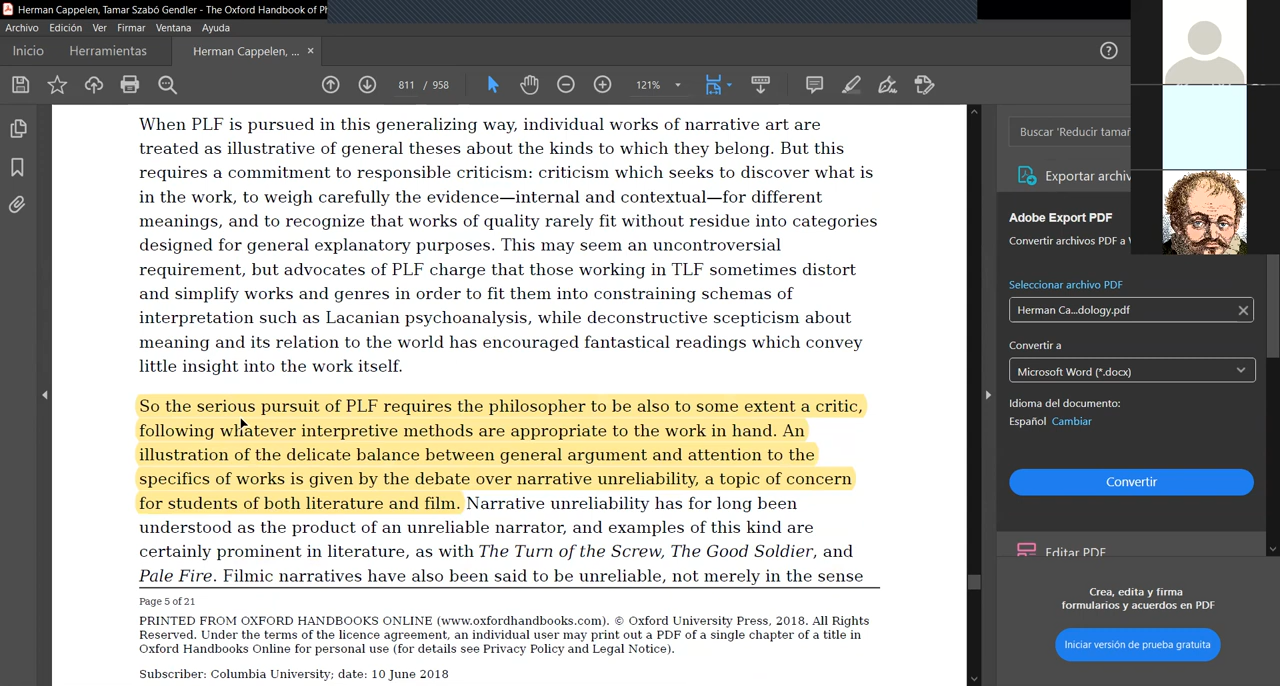 Herman Cappelen, Tamar Szabó Gendler - The Oxford Handbook of Ph
Archivo Edición Ver Firmar Ventana Ayuda
Inicio Herramientas Herman Cappelen, ... ×
811 / 958 121%
When PLF is pursued in this generalizing way, individual works of narrative art are
treated as illustrative of general theses about the kinds to which they belong. But this
requires a commitment to responsible criticism: criticism which seeks to discover what is
in the work, to weigh carefully the evidence—internal and contextual—for different
meanings, and to recognize that works of quality rarely fit without residue into categories
designed for general explanatory purposes. This may seem an uncontroversial
requirement, but advocates of PLF charge that those working in TLF sometimes distort
and simplify works and genres in order to fit them into constraining schemas of
interpretation such as Lacanian psychoanalysis, while deconstructive scepticism about
meaning and its relation to the world has encouraged fantastical readings which convey
little insight into the work itself.
So the serious pursuit of PLF requires the philosopher to be also to some extent a critic,
following whatever interpretive methods are appropriate to the work in hand. An
illustration of the delicate balance between general argument and attention to the
specifics of works is given by the debate over narrative unreliability, a topic of concern
for students of both literature and film. Narrative unreliability has for long been
understood as the product of an unreliable narrator, and examples of this kind are
certainly prominent in literature, as with The Turn of the Screw, The Good Soldier, and
Pale Fire. Filmic narratives have also been said to be unreliable, not merely in the sense
Page 5 of 21
PRINTED FROM OXFORD HANDBOOKS ONLINE (www.oxfordhandbooks.com). © Oxford University Press, 2018. All Rights
Reserved. Under the terms of the licence agreement, an individual user may print out a PDF of a single chapter of a title in
Oxford Handbooks Online for personal use (for details see Privacy Policy and Legal Notice).
Subscriber: Columbia University; date: 10 June 2018
Buscar 'Reducir tamañ
Exportar archiv
Adobe Export PDF
Convertir archivos PDF a
Seleccionar archivo PDF
Herman Ca...dology.pdf
Convertir a
Microsoft Word (*.docx)
Idioma del documento:
Español Cambiar
Convertir
Editar PDF
Crea, edita y firma
formularios y acuerdos en PDF
Iniciar versión de prueba gratuita